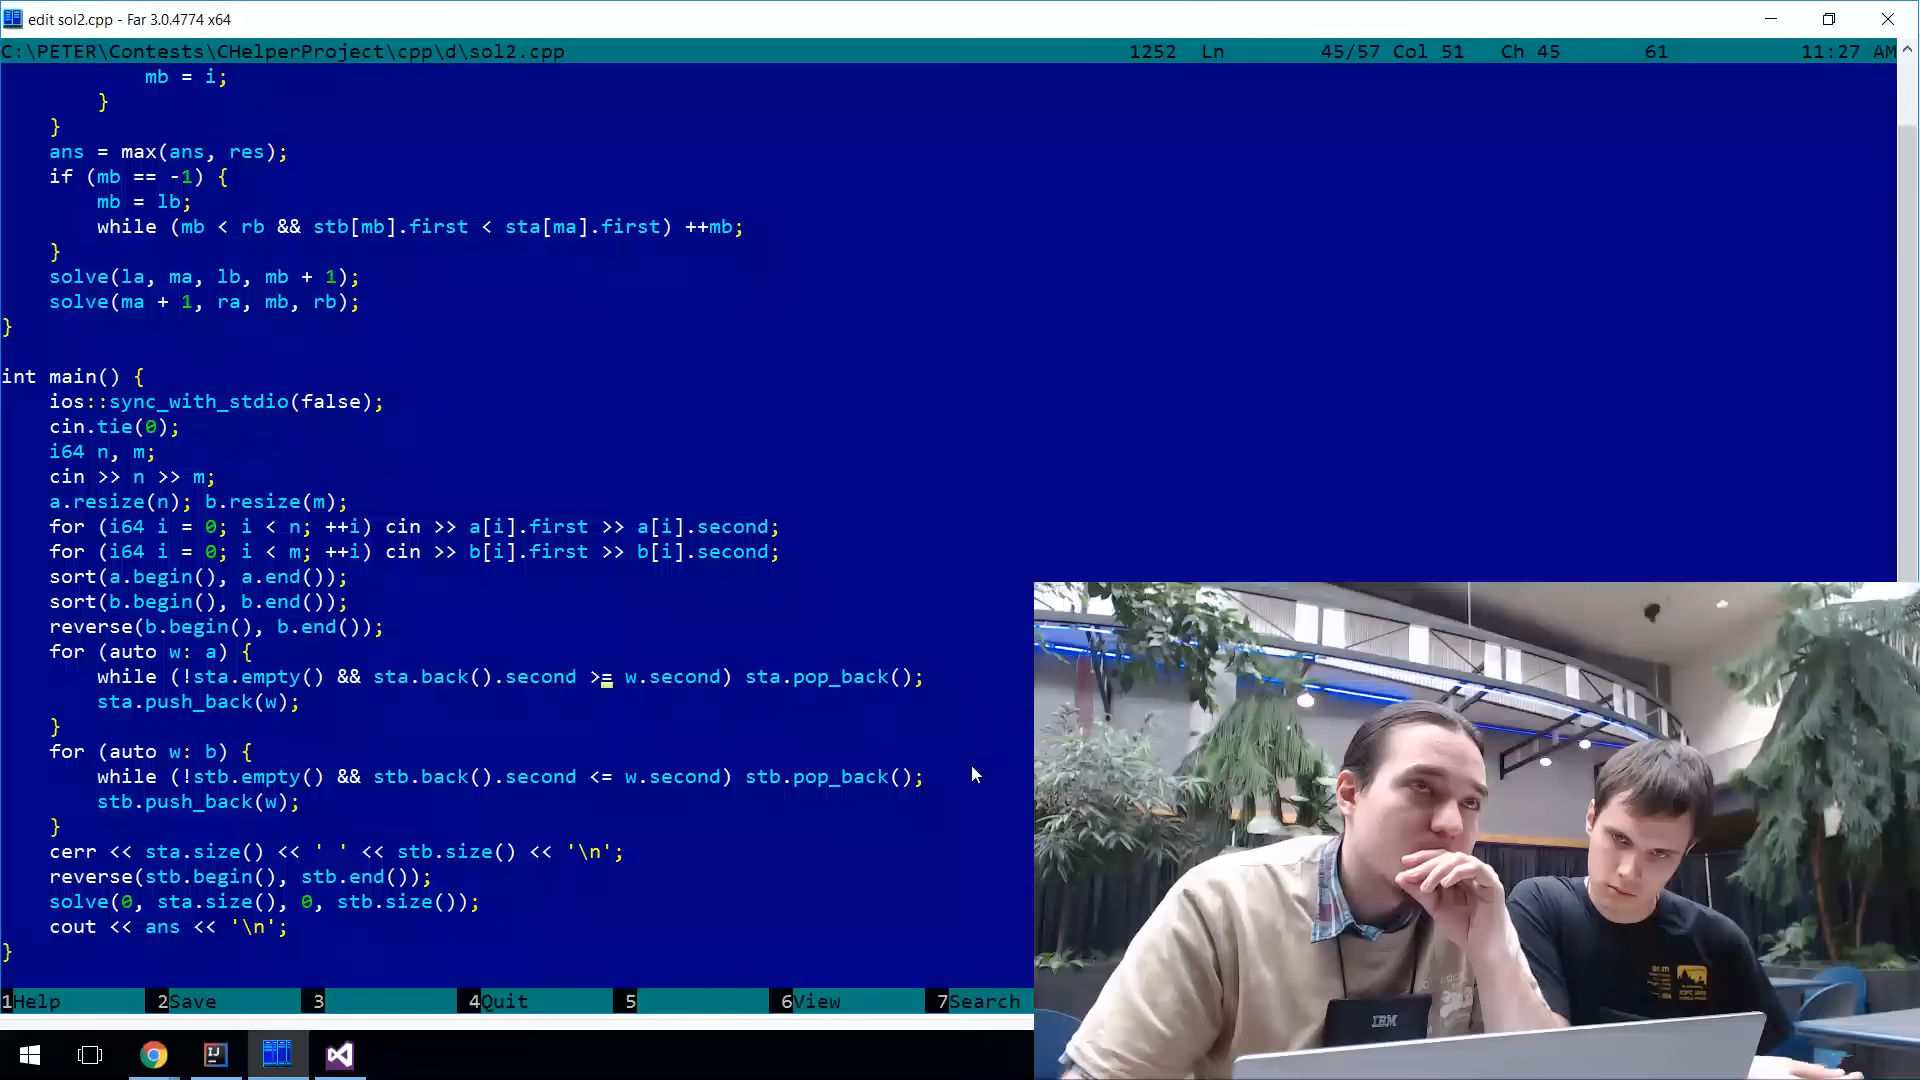 edit sol2.cpp - Far 3.0.4774 x64
C:\PETER\Contests\CHelperProject\cpp\d\sol2.cpp 1252 Ln 45/57 Col 51 Ch 45 61 11:27 AM
            mb = i;
        }
    }
    ans = max(ans, res);
    if (mb == -1) {
        mb = lb;
        while (mb < rb && stb[mb].first < sta[ma].first) ++mb;
    }
    solve(la, ma, lb, mb + 1);
    solve(ma + 1, ra, mb, rb);
}
int main() {
    ios::sync_with_stdio(false);
    cin.tie(0);
    i64 n, m;
    cin >> n >> m;
    a.resize(n); b.resize(m);
    for (i64 i = 0; i < n; ++i) cin >> a[i].first >> a[i].second;
    for (i64 i = 0; i < m; ++i) cin >> b[i].first >> b[i].second;
    sort(a.begin(), a.end());
    sort(b.begin(), b.end());
    reverse(b.begin(), b.end());
    for (auto w: a) {
        while (!sta.empty() && sta.back().second >= w.second) sta.pop_back();
        sta.push_back(w);
    }
    for (auto w: b) {
        while (!stb.empty() && stb.back().second <= w.second) stb.pop_back();
        stb.push_back(w);
    }
    cerr << sta.size() << ' ' << stb.size() << '\n';
    reverse(stb.begin(), stb.end());
    solve(0, sta.size(), 0, stb.size());
    cout << ans << '\n';
}
1Help 2Save 3 4Quit 5 6View 7Search
IJ
IBM